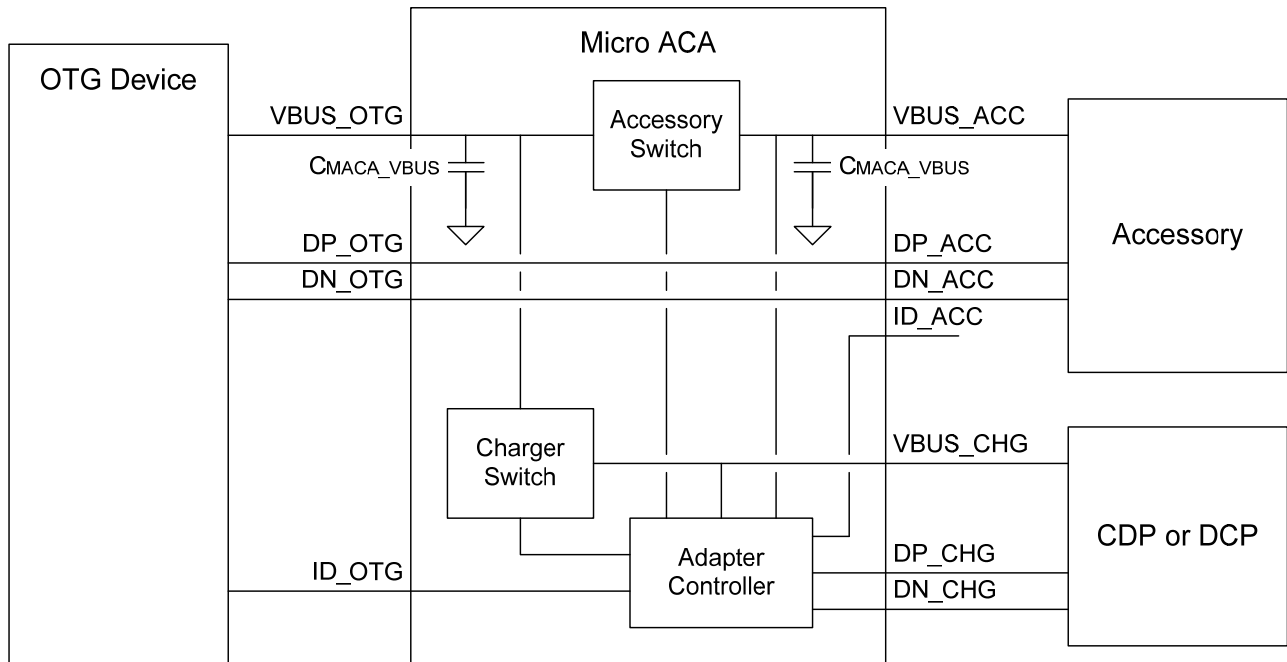 Micro ACA
OTG Device
VBUS_OTG
Accessory
Switch
VBUS_ACC
CMACA_VBUS
CMACA_VBUS
Accessory
DP_OTG
DP_ACC
DN_OTG
DN_ACC
ID_ACC
Charger
Switch
VBUS_CHG
CDP or DCP
Adapter
Controller
DP_CHG
ID_OTG
DN_CHG